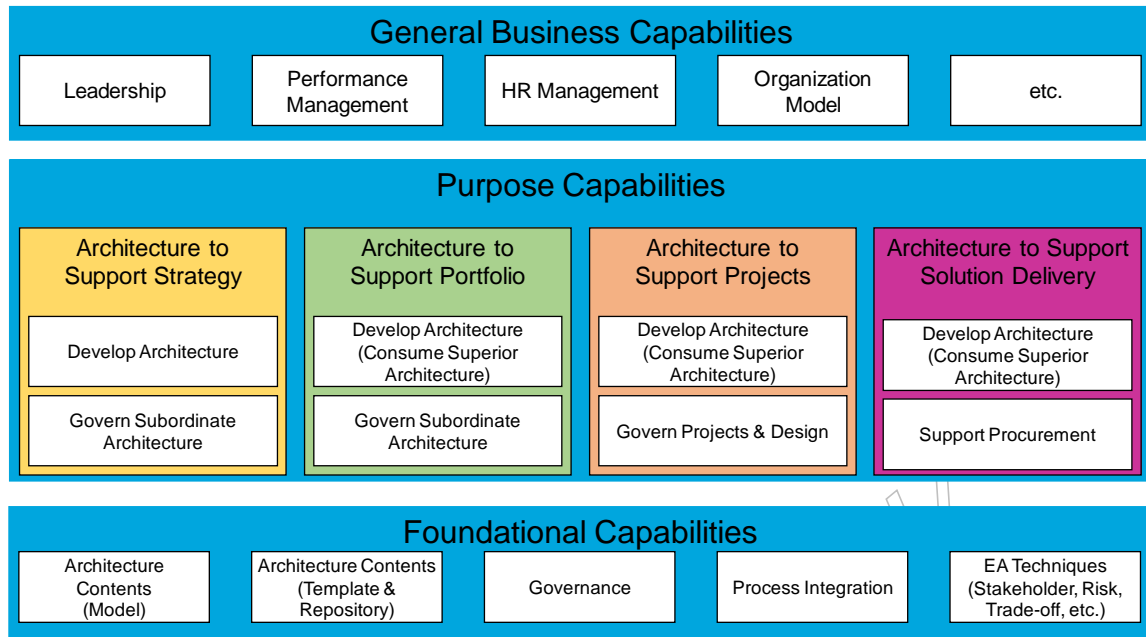 General Business Capabilities
Leadership
Performance
Management
HR Management
Organization
Model
etc.
Purpose Capabilities
Architecture to
Support Strategy
Develop Architecture
Govern Subordinate
Architecture
Architecture to
Support Portfolio
Develop Architecture
(Consume Superior
Architecture)
Govern Subordinate
Architecture
Architecture to
Support Projects
Develop Architecture
(Consume Superior
Architecture)
Govern Projects & Design
Architecture to Support
Solution Delivery
Develop Architecture
(Consume Superior
Architecture)
Support Procurement
Foundational Capabilities
Architecture
Contents
(Model)
Architecture Contents
(Template &
Repository)
Governance
Process Integration
EA Techniques
(Stakeholder, Risk,
Trade-off, etc.)